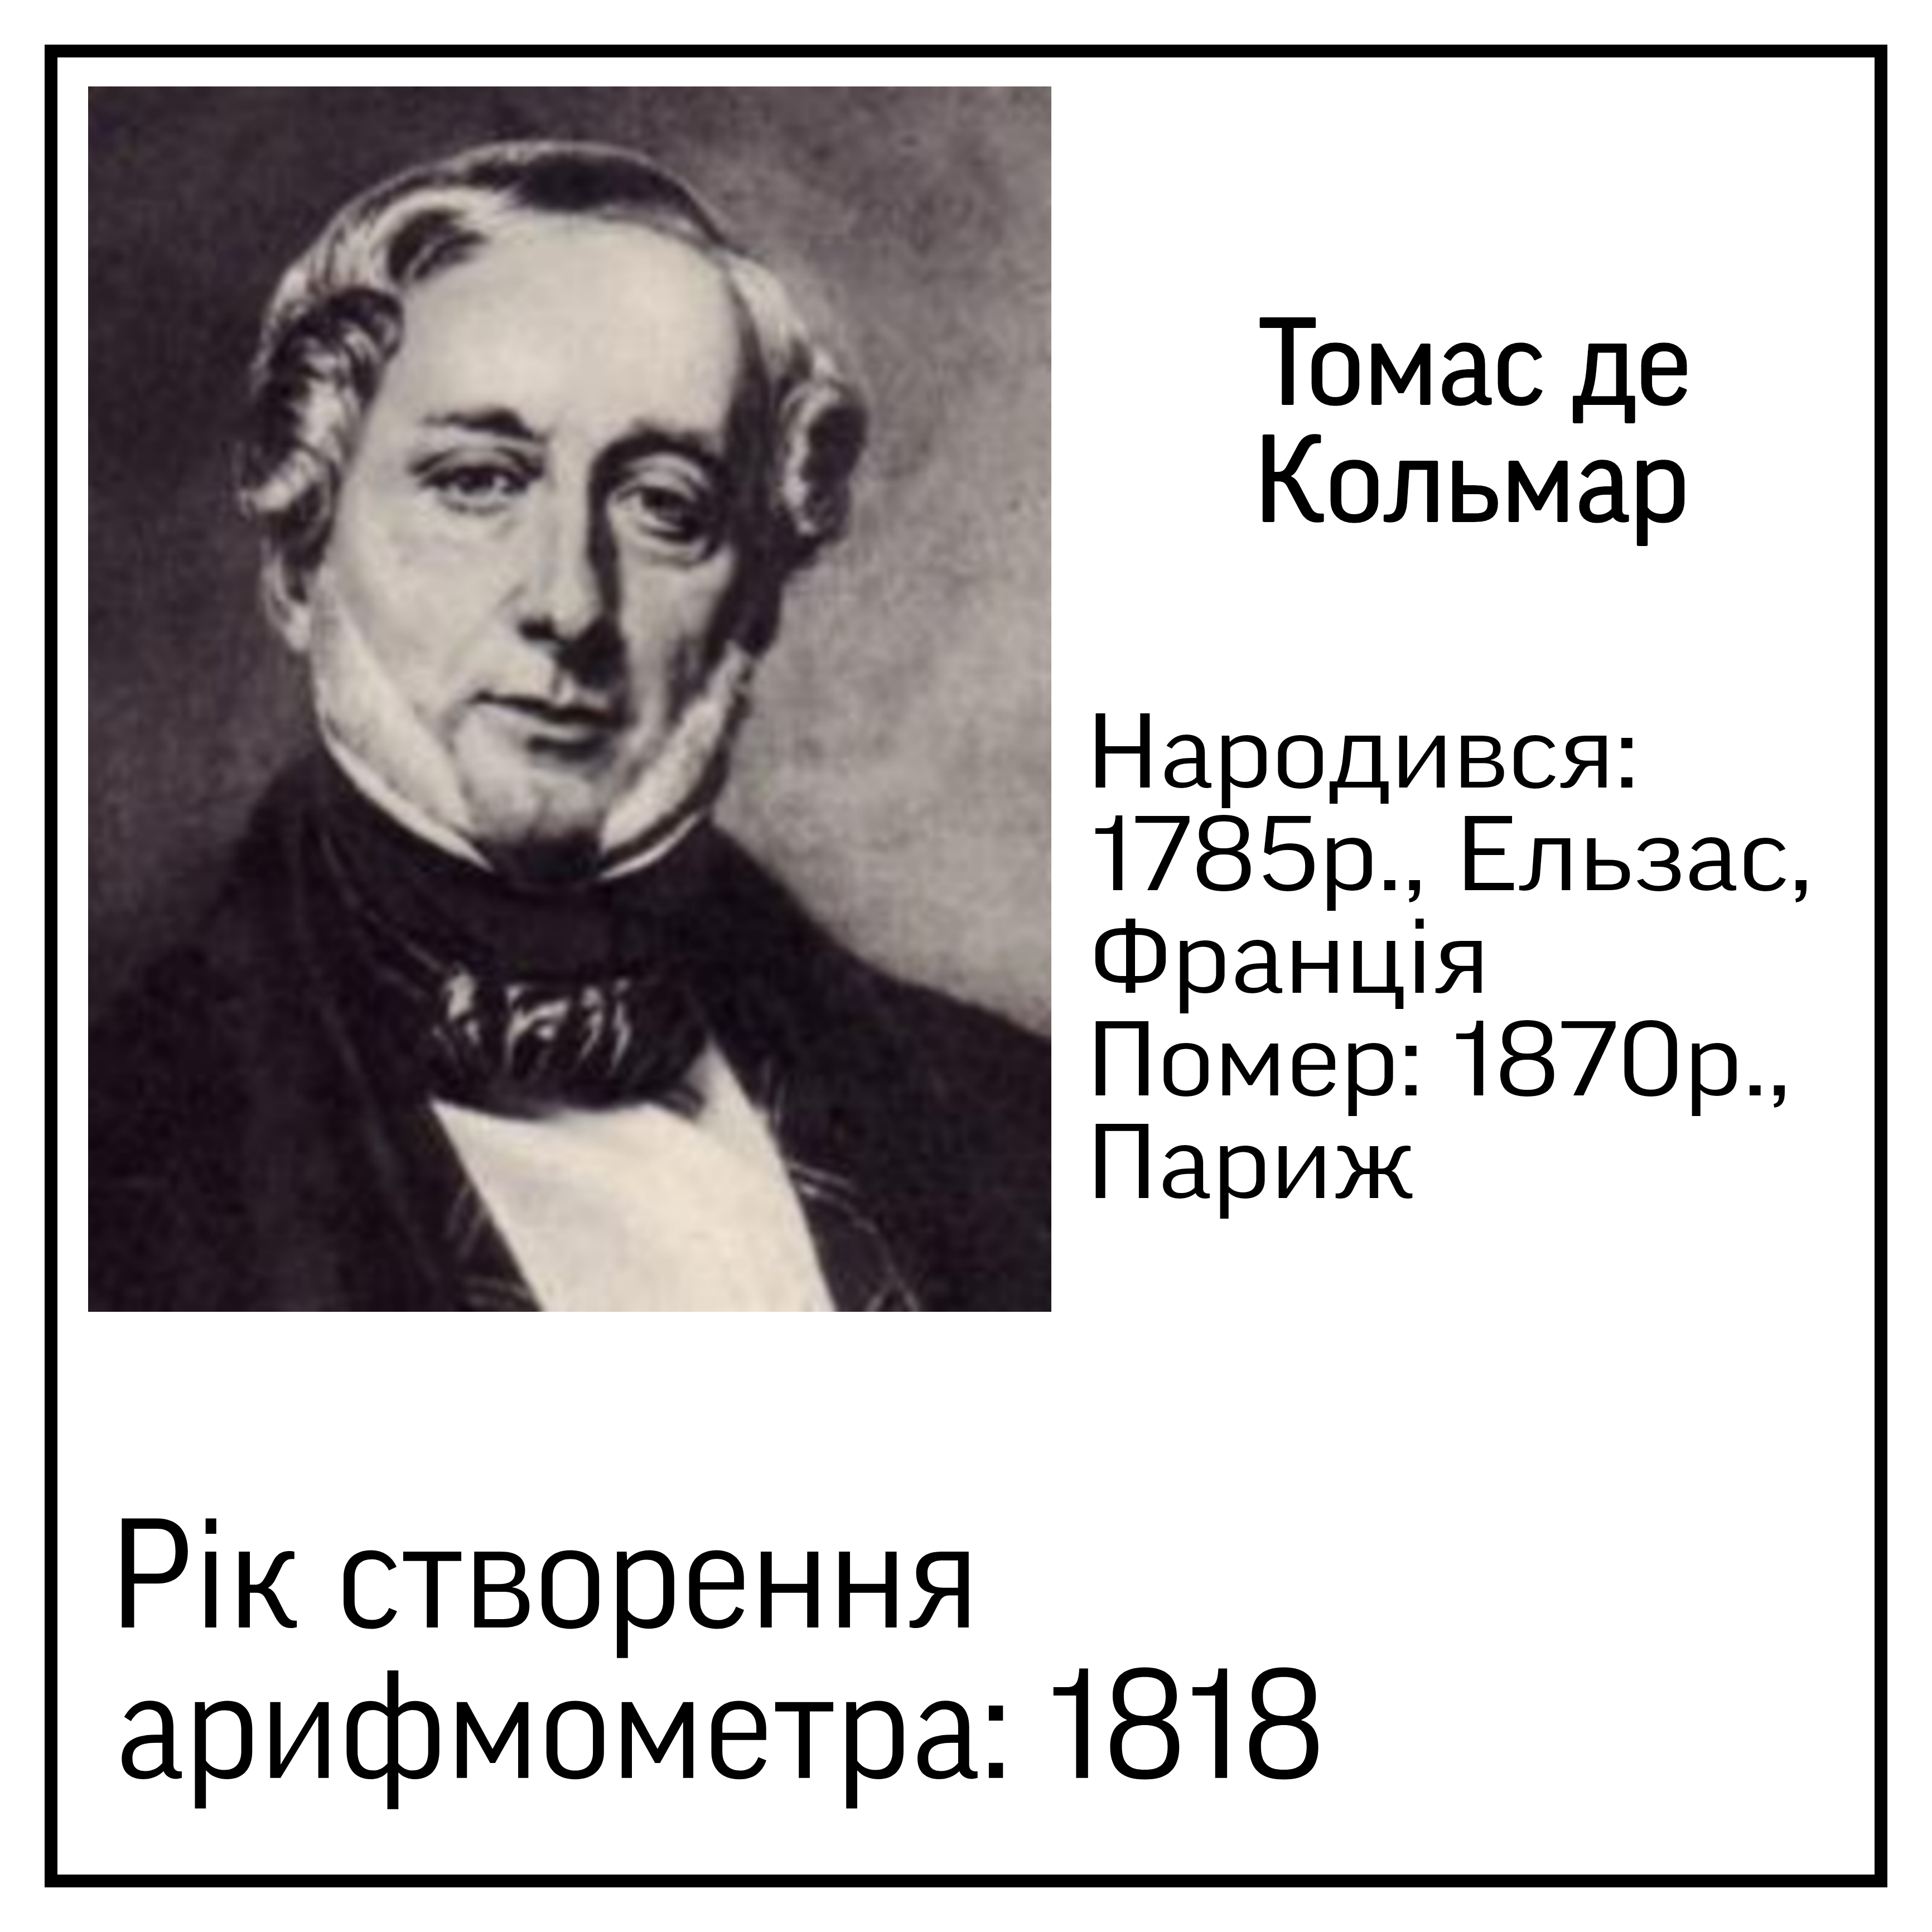 Томас де
Кольмар
Народився:
1785р., Ельзас,
Франція
Помер: 1870р.,
Париж
Рік створення
арифмометра: 1818